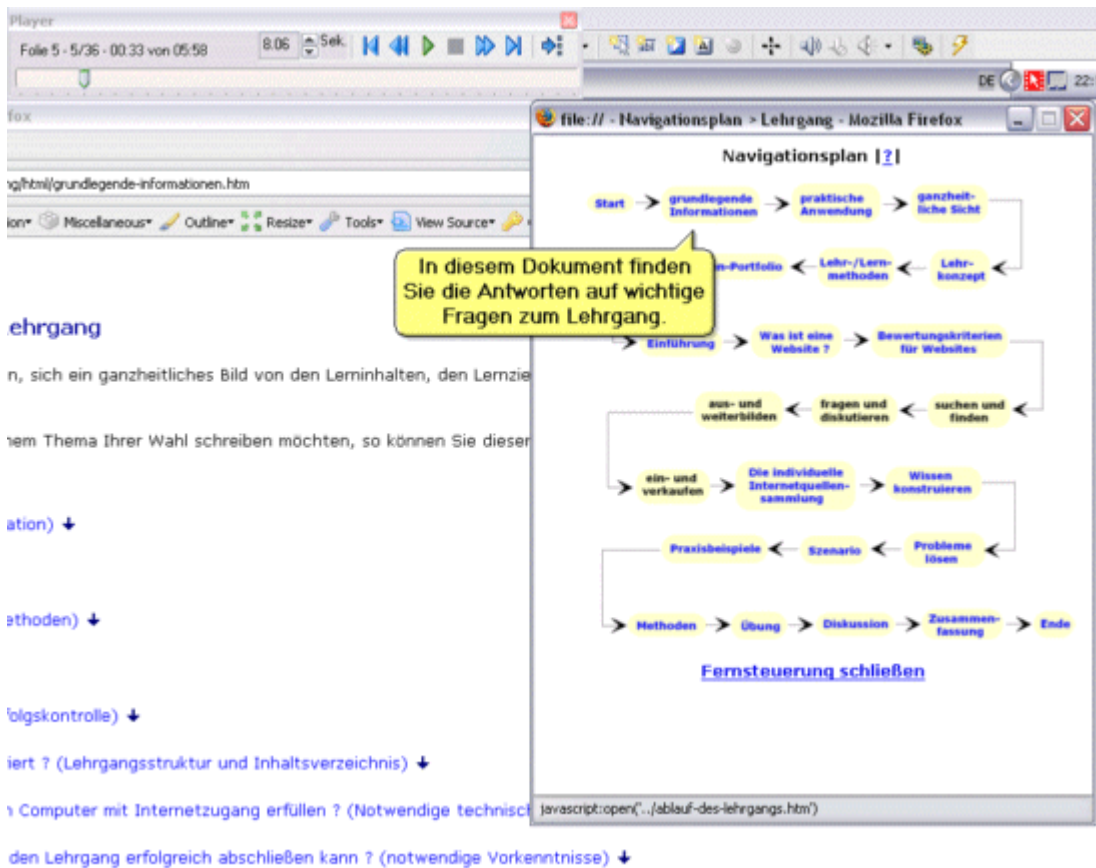 Player
Folie 5 - 5/36 - 00:33 von 05:58
8.06 Sek.
DE
22:
fox
ng/html/grundlegende-informationen.htm
ion Miscellaneous Outline Resize Tools View Source
ehrgang
n, sich ein ganzheitliches Bild von den Lerninhalten, den Lernzie
nem Thema Ihrer Wahl schreiben möchten, so können Sie dieser
ation)
ethoden)
folgskontrolle)
iert ? (Lehrgangsstruktur und Inhaltsverzeichnis)
n Computer mit Internetzugang erfüllen ? (Notwendige technisch
den Lehrgang erfolgreich abschließen kann ? (notwendige Vorkenntnisse)
file:// - Navigationsplan > Lehrgang - Mozilla Firefox
Navigationsplan [?]
Start
grundlegende
Informationen
praktische
Anwendung
ganzheit-
liche Sicht
In diesem Dokument finden
Sie die Antworten auf wichtige
Fragen zum Lehrgang.
n-Portfolio
Lehr-/Lern-
methoden
Lehr-
konzept
Einführung
Was ist eine
Website ?
Bewertungskriterien
für Websites
aus- und
weiterbilden
fragen und
diskutieren
suchen und
finden
ein- und
verkaufen
Die individuelle
Internetquellen-
sammlung
Wissen
konstruieren
Praxisbeispiele
Szenario
Probleme
lösen
Methoden
Übung
Diskussion
Zusammen-
fassung
Ende
Fernsteuerung schließen
javascript:open('../ablauf-des-lehrgangs.htm')